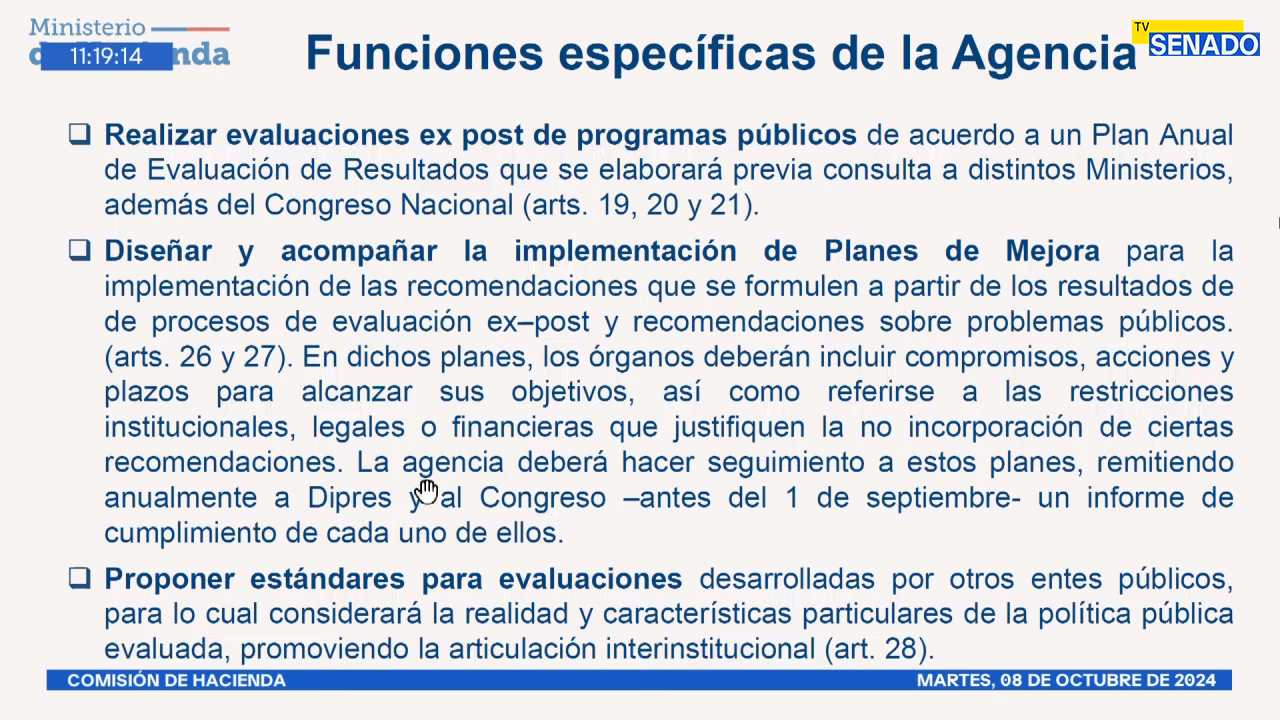 Ministerio
de Hacienda
11:19:14
Funciones específicas de la Agencia
TV
SENADO
Realizar evaluaciones ex post de programas públicos de acuerdo a un Plan Anual
de Evaluación de Resultados que se elaborará previa consulta a distintos Ministerios,
además del Congreso Nacional (arts. 19, 20 y 21).
Diseñar y acompañar la implementación de Planes de Mejora para la
implementación de las recomendaciones que se formulen a partir de los resultados de
de procesos de evaluación ex–post y recomendaciones sobre problemas públicos.
(arts. 26 y 27). En dichos planes, los órganos deberán incluir compromisos, acciones y
plazos para alcanzar sus objetivos, así como referirse a las restricciones
institucionales, legales o financieras que justifiquen la no incorporación de ciertas
recomendaciones. La agencia deberá hacer seguimiento a estos planes, remitiendo
anualmente a Dipres y al Congreso –antes del 1 de septiembre- un informe de
cumplimiento de cada uno de ellos.
Proponer estándares para evaluaciones desarrolladas por otros entes públicos,
para lo cual considerará la realidad y características particulares de la política pública
evaluada, promoviendo la articulación interinstitucional (art. 28).
COMISIÓN DE HACIENDA
MARTES, 08 DE OCTUBRE DE 2024